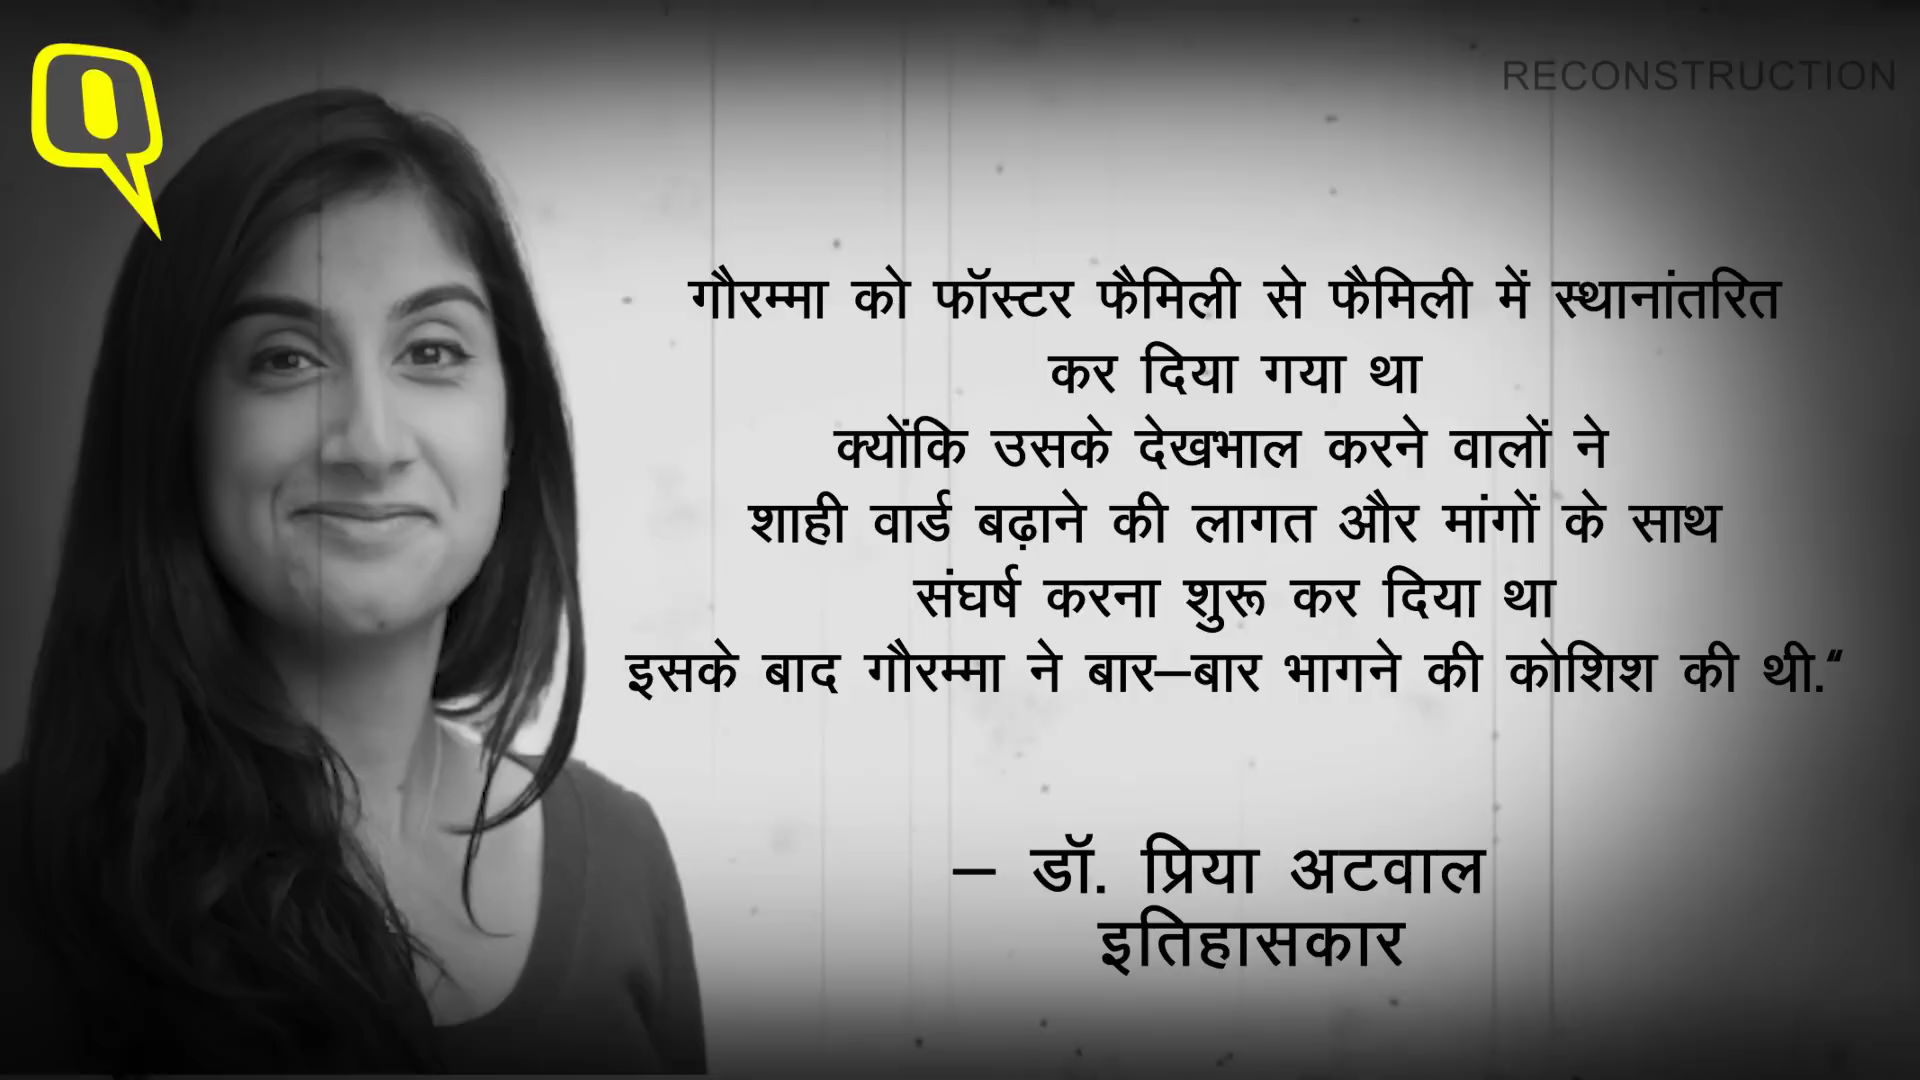 RECONSTRUCTION
गौरम्मा को फॉस्टर फैमिली से फैमिली में स्थानांतरित
कर दिया गया था
क्योंकि उसके देखभाल करने वालों ने
शाही वार्ड बढ़ाने की लागत और मांगों के साथ
संघर्ष करना शुरू कर दिया था
इसके बाद गौरम्मा ने बार–बार भागने की कोशिश की थी.“
– डॉ. प्रिया अटवाल
इतिहासकार